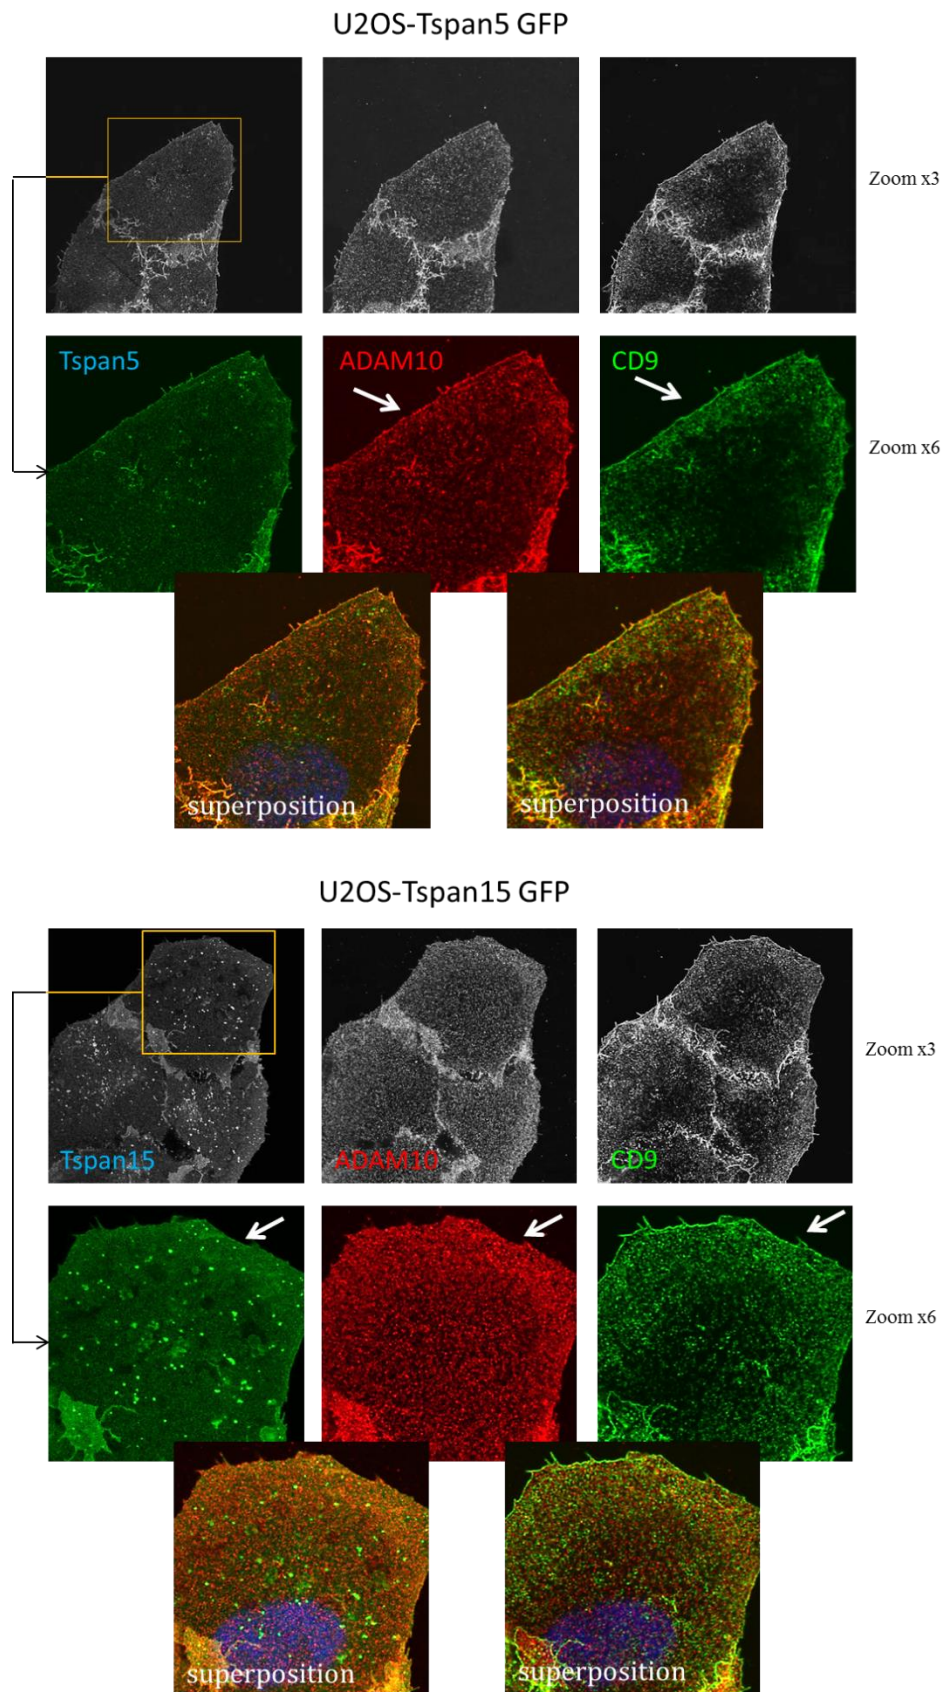 U2OS-Tspan5 GFP
Zoom x3
Tspan5
ADAM10
CD9
Zoom x6
superposition
superposition
U2OS-Tspan15 GFP
Zoom x3
Tspan15
ADAM10
CD9
Zoom x6
superposition
superposition